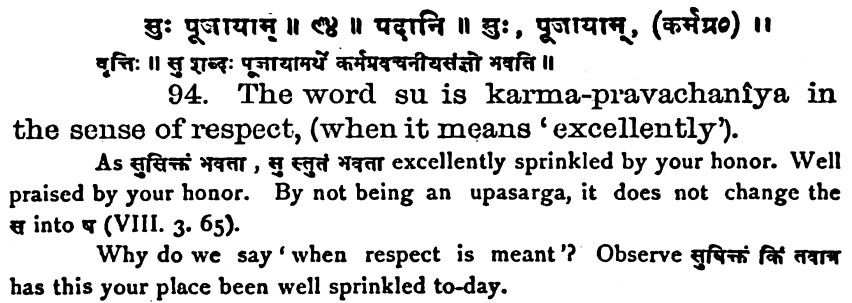 सुः पूजायाम् ॥ ९४ ॥ पदानि ॥ सुः, पूजायाम्, (कर्मप्र०) ॥
वृत्तिः ॥ सु शब्दः पूजायामर्थे कर्मप्रवचनीयसंज्ञो भवति ॥
94. The word su is karma-pravachanîya in
the sense of respect, (when it means ‘excellently’).
As सुसिक्तं भवता, सु स्तुतं भवता excellently sprinkled by your honor. Well
praised by your honor. By not being an upasarga, it does not change the
स into ष (VIII. 3. 65).
Why do we say ‘when respect is meant’? Observe सुषिक्तं किं तवात्र
has this your place been well sprinkled to-day.